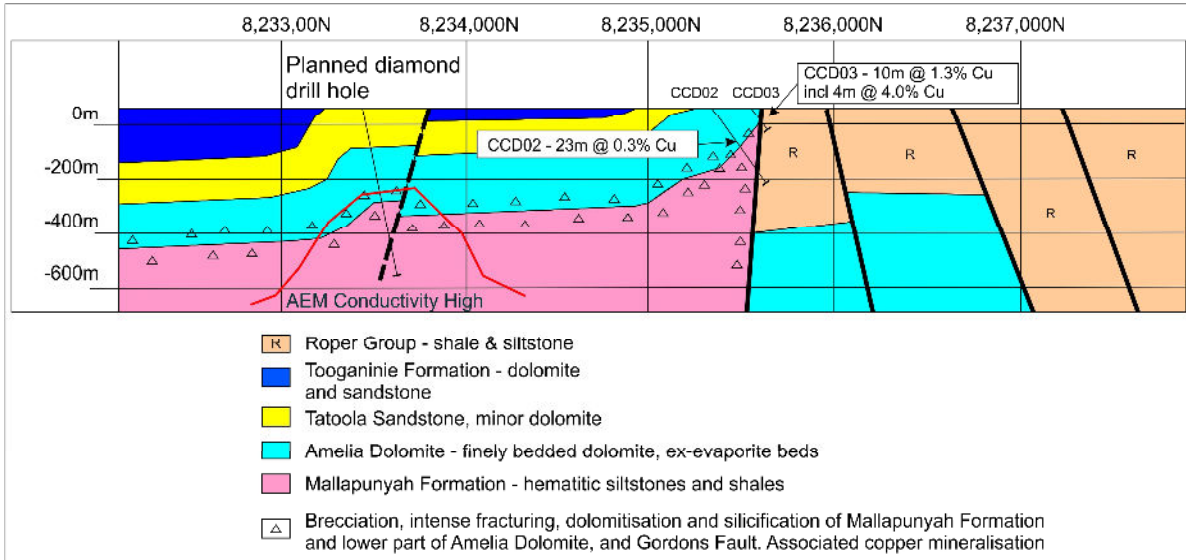 8,233,00N 8,234,000N 8,235,000N 8,236,000N 8,237,000N
Planned diamond
drill hole
CCD02 CCD03
CCD03 - 10m @ 1.3% Cu
incl 4m @ 4.0% Cu
0m
CCD02 - 23m @ 0.3% Cu
R R R
-200m
R
-400m
R
-600m
AEM Conductivity High
R Roper Group - shale & siltstone
Tooganinie Formation - dolomite
and sandstone
Tatoola Sandstone, minor dolomite
Amelia Dolomite - finely bedded dolomite, ex-evaporite beds
Mallapunyah Formation - hematitic siltstones and shales
Brecciation, intense fracturing, dolomitisation and silicification of Mallapunyah Formation
and lower part of Amelia Dolomite, and Gordons Fault. Associated copper mineralisation